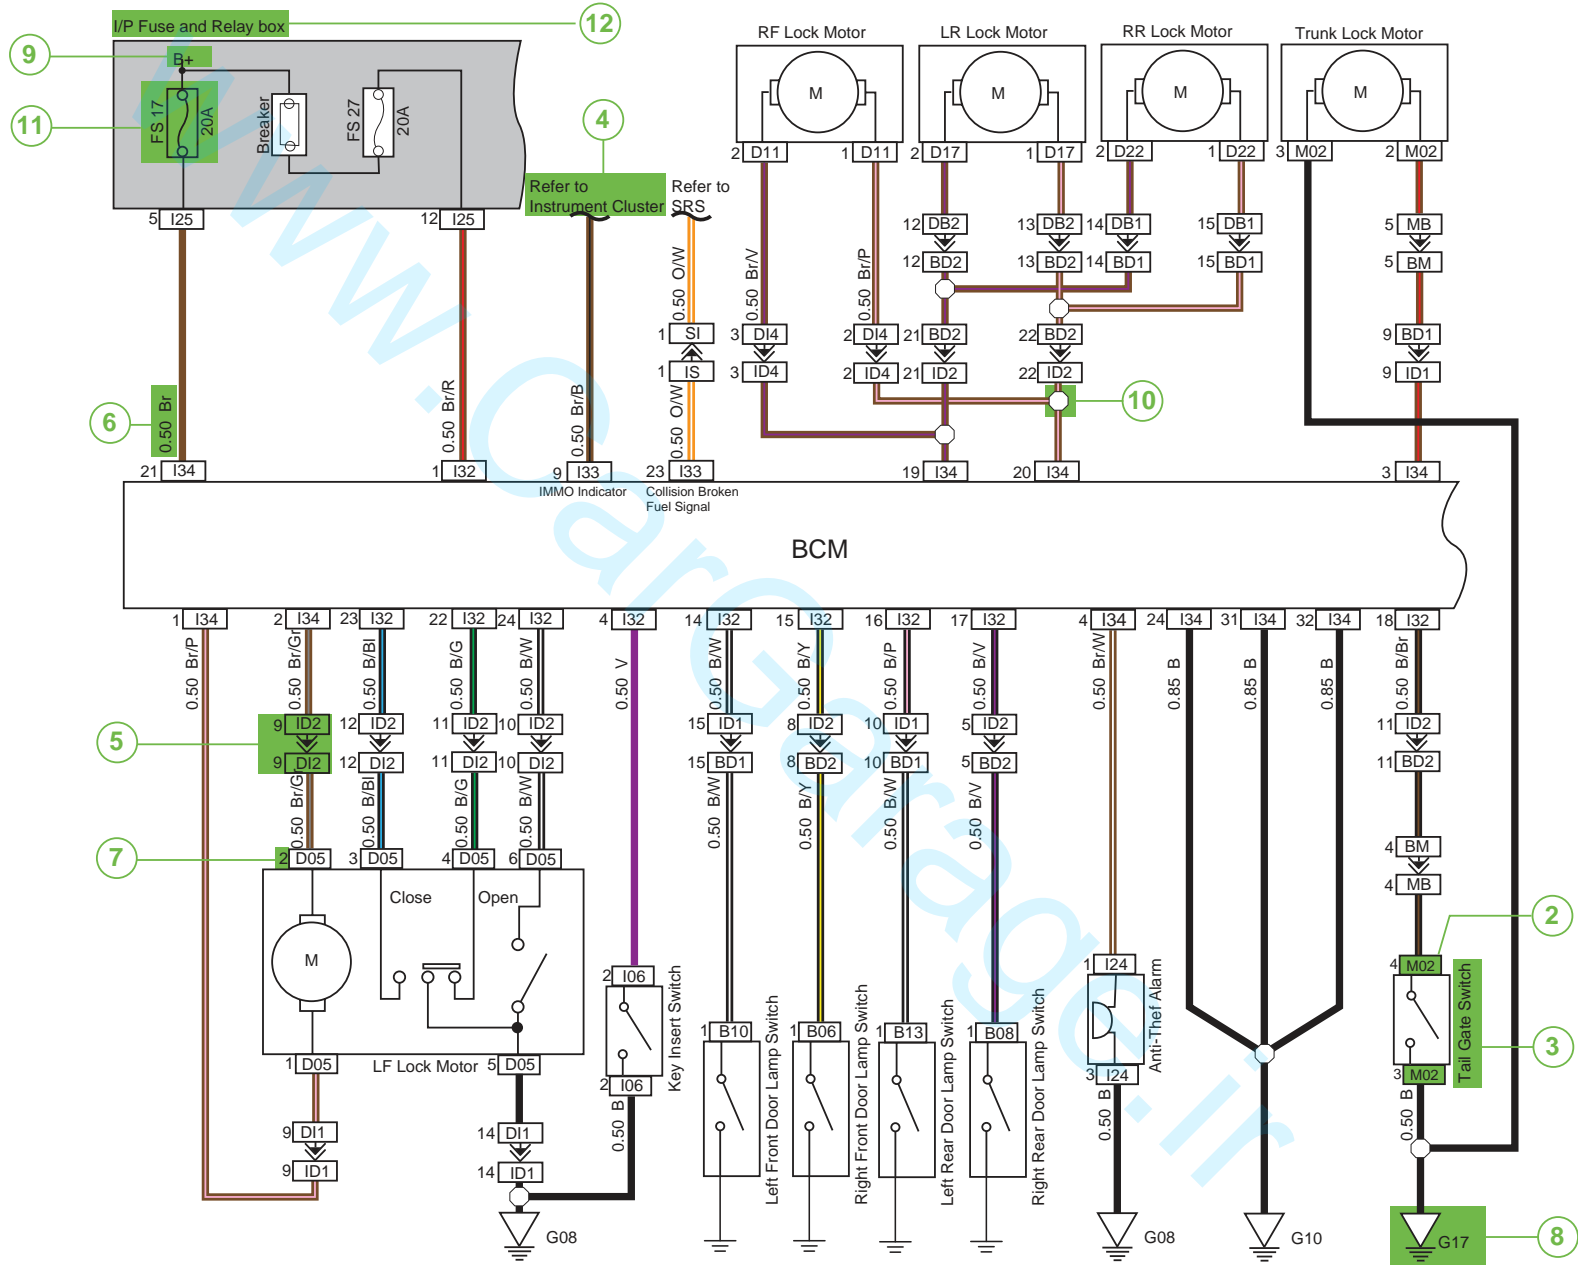 I/P Fuse and Relay box
12
9
B+
11
FS 17
20A
Breaker
FS 27
20A
4
Refer to
Instrument Cluster
Refer to
SRS
RF Lock Motor
LR Lock Motor
RR Lock Motor
Trunk Lock Motor
M
M
M
M
2 D11
1 D11
2 D17
1 D17
2 D22
1 D22
3 M02
2 M02
5 I25
12 I25
12 DB2
13 DB2
14 DB1
15 DB1
5 MB
12 BD2
13 BD2
14 BD1
15 BD1
5 BM
0.50 O/W
0.50 Br/V
0.50 Br/P
1 SI
3 DI4
2 DI4
21 BD2
22 BD2
9 BD1
1 IS
3 ID4
2 ID4
21 ID2
22 ID2
9 ID1
6
0.50 Br
0.50 Br/R
0.50 Br/B
0.50 O/W
10
21 I34
1 I32
9 I33
23 I33
19 I34
20 I34
3 I34
IMMO Indicator
Collision Broken
Fuel Signal
BCM
1 I34
2 I34
23 I32
22 I32
24 I32
4 I32
14 I32
15 I32
16 I32
17 I32
4 I34
24 I34
31 I34
32 I34
18 I32
0.50 Br/P
0.50 Br/Gr
0.50 B/Bl
0.50 B/G
0.50 B/W
0.50 V
0.50 B/W
0.50 B/Y
0.50 B/P
0.50 B/V
0.50 Br/W
0.85 B
0.85 B
0.85 B
0.50 B/Br
5
9 ID2
12 ID2
11 ID2
10 ID2
15 ID1
8 ID2
10 ID1
5 ID2
11 ID2
9 DI2
12 DI2
11 DI2
10 DI2
15 BD1
8 BD2
10 BD1
5 BD2
11 BD2
0.50 Br/Gr
0.50 B/Bl
0.50 B/G
0.50 B/W
0.50 B/W
0.50 B/Y
0.50 B/W
0.50 B/V
7
2 D05
3 D05
4 D05
6 D05
4 BM
4 MB
Close
Open
M
2
2 I06
1 I24
4 M02
Key Insert Switch
Left Front Door Lamp Switch
Right Front Door Lamp Switch
Left Rear Door Lamp Switch
Right Rear Door Lamp Switch
Anti-Thef Alarm
Tail Gate Switch
3
1 B10
1 B06
1 B13
1 B08
1 D05
LF Lock Motor
5 D05
2 I06
3 I24
3 M02
0.50 B
0.50 B
0.50 B
9 DI1
14 DI1
9 ID1
14 ID1
G08
G08
G10
G17
8
www.CarGarage.ir